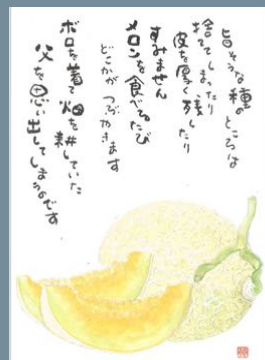 旨そうな種のところは
捨ててしまったり
皮を厚く残したり
すみません
メロンを食べるたび
どこかがつぶやきます
ボロを着て畑を耕していた
父を思い出してしまうのです